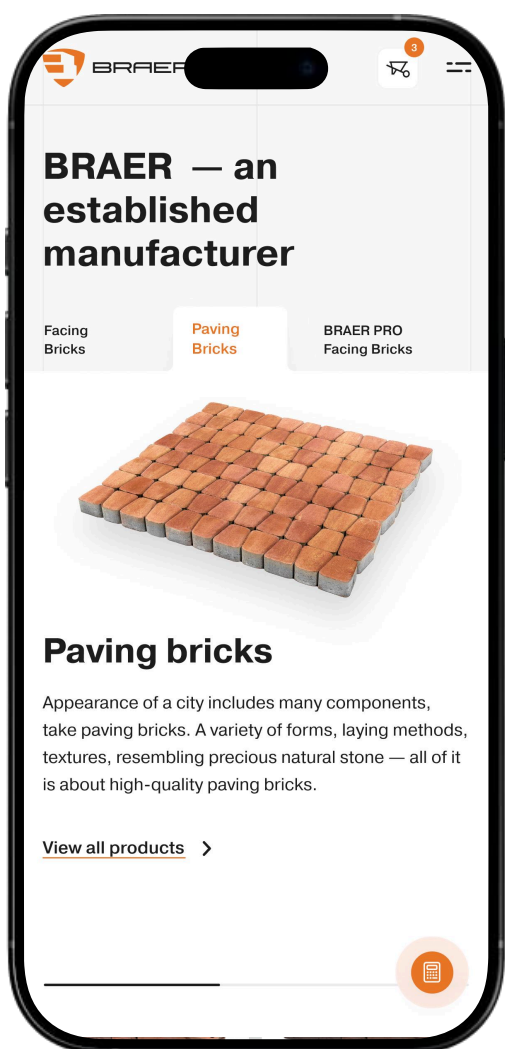 BRAER
3
BRAER — an
established
manufacturer
Facing
Bricks
Paving
Bricks
BRAER PRO
Facing Bricks
Paving bricks
Appearance of a city includes many components,
take paving bricks. A variety of forms, laying methods,
textures, resembling precious natural stone — all of it
is about high-quality paving bricks.
View all products